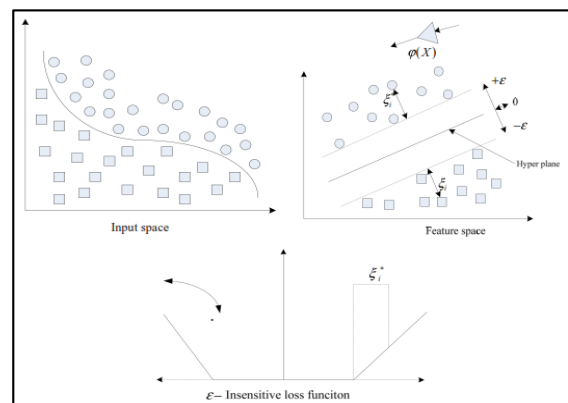 φ(X)
+ε
0
−ε
ξᵢ
Hyper plane
ξᵢ
Input space
Feature space
ξᵢ*
ε– Insensitive loss funciton